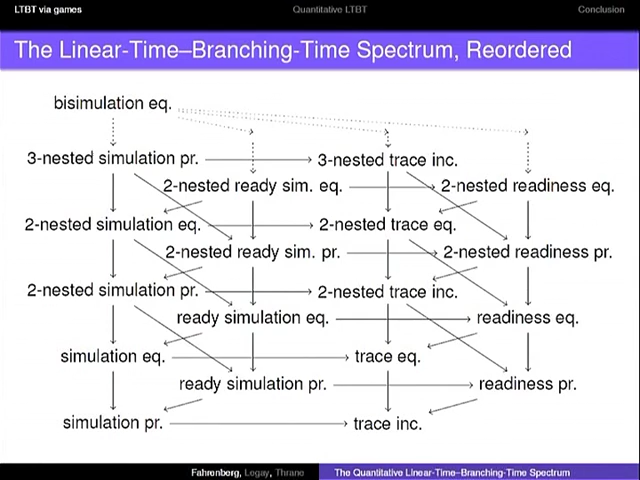 LTBT via games Quantitative LTBT Conclusion
The Linear-Time–Branching-Time Spectrum, Reordered
bisimulation eq.
3-nested simulation pr. 3-nested trace inc.
2-nested ready sim. eq. 2-nested readiness eq.
2-nested simulation eq. 2-nested trace eq.
2-nested ready sim. pr. 2-nested readiness pr.
2-nested simulation pr. 2-nested trace inc.
ready simulation eq. readiness eq.
simulation eq. trace eq.
ready simulation pr. readiness pr.
simulation pr. trace inc.
Fahrenberg, Legay, Thrane The Quantitative Linear-Time–Branching-Time Spectrum